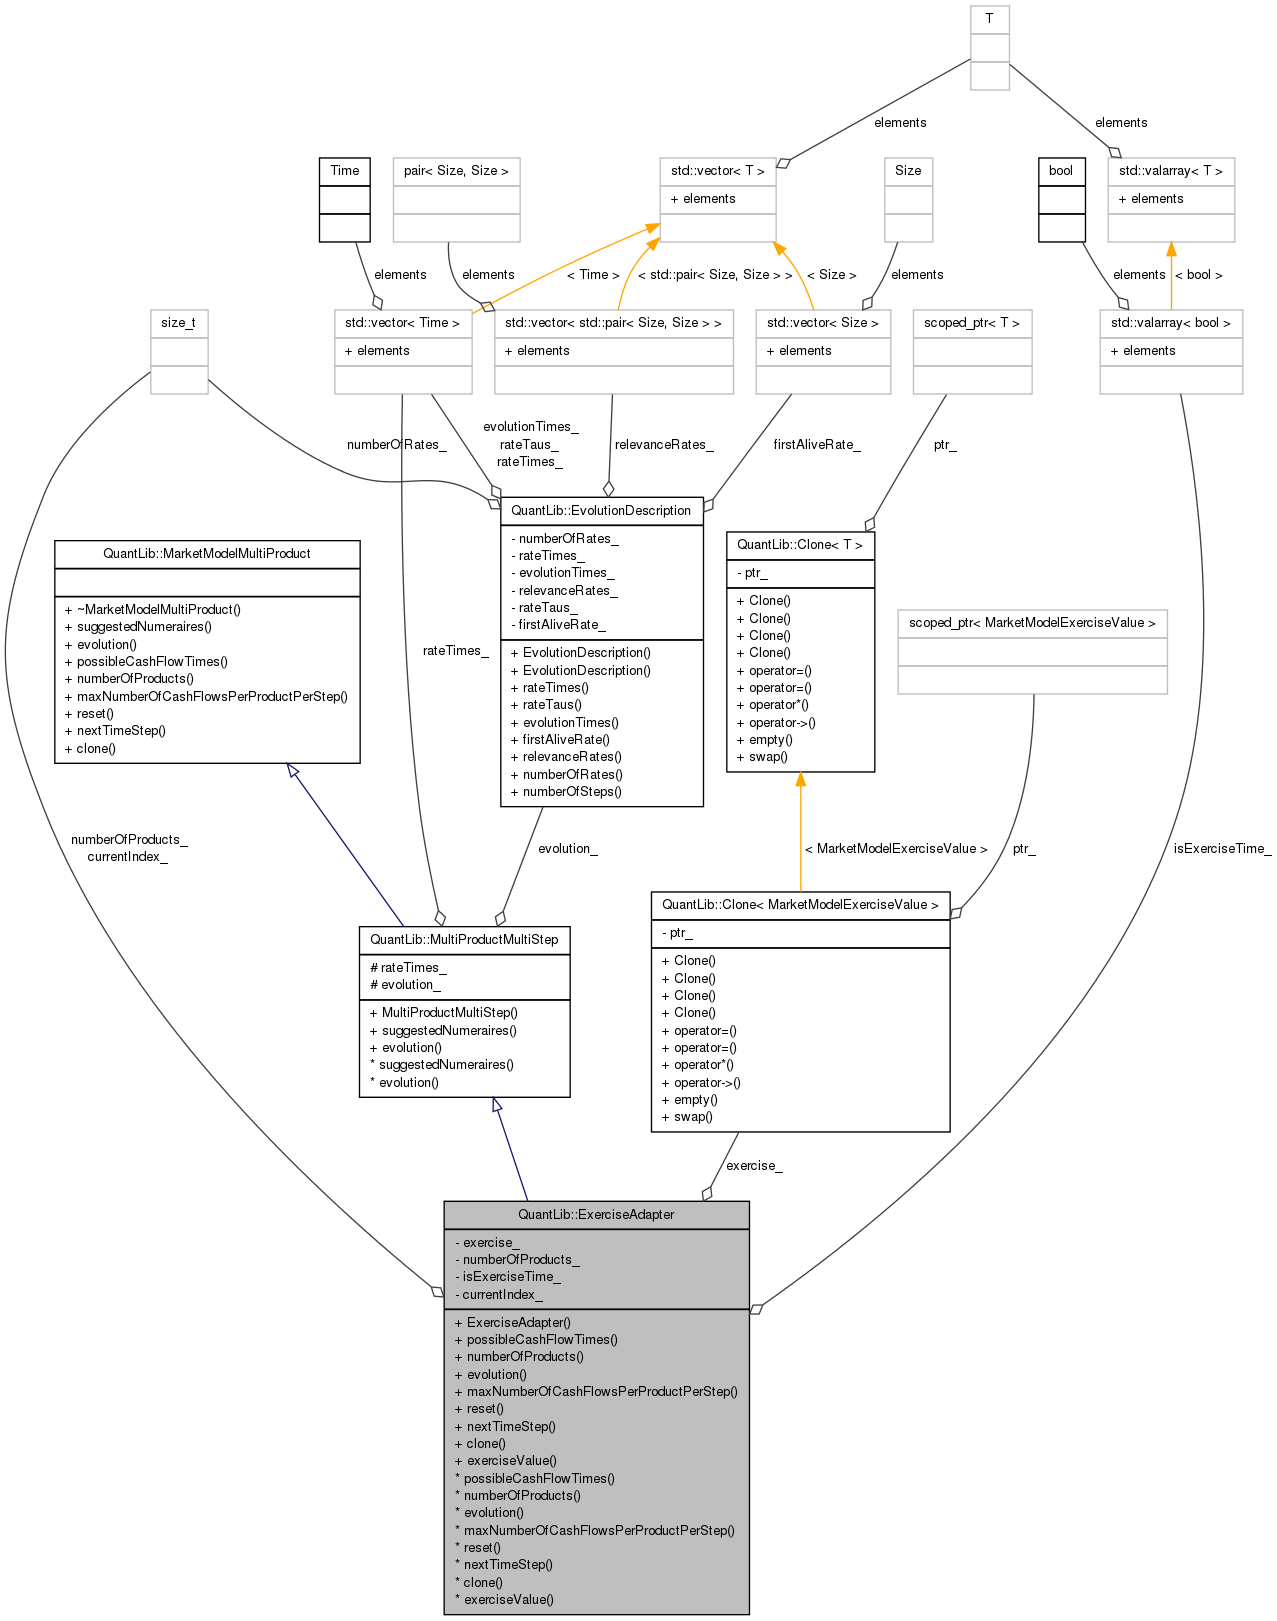 T
elements
elements
Time
pair< Size, Size >
std::vector< T >
+ elements
Size
bool
std::valarray< T >
+ elements
elements
elements
< Time >
< std::pair< Size, Size > >
< Size >
elements
elements
< bool >
size_t
std::vector< Time >
+ elements
std::vector< std::pair< Size, Size > >
+ elements
std::vector< Size >
+ elements
scoped_ptr< T >
std::valarray< bool >
+ elements
numberOfRates_
evolutionTimes_
rateTaus_
rateTimes_
relevanceRates_
firstAliveRate_
ptr_
QuantLib::EvolutionDescription
- numberOfRates_
- rateTimes_
- evolutionTimes_
- relevanceRates_
- rateTaus_
- firstAliveRate_
+ EvolutionDescription()
+ EvolutionDescription()
+ rateTimes()
+ rateTaus()
+ evolutionTimes()
+ firstAliveRate()
+ relevanceRates()
+ numberOfRates()
+ numberOfSteps()
QuantLib::MarketModelMultiProduct
+ ~MarketModelMultiProduct()
+ suggestedNumeraires()
+ evolution()
+ possibleCashFlowTimes()
+ numberOfProducts()
+ maxNumberOfCashFlowsPerProductPerStep()
+ reset()
+ nextTimeStep()
+ clone()
QuantLib::Clone< T >
- ptr_
+ Clone()
+ Clone()
+ Clone()
+ Clone()
+ operator=()
+ operator=()
+ operator*()
+ operator->()
+ empty()
+ swap()
scoped_ptr< MarketModelExerciseValue >
rateTimes_
numberOfProducts_
currentIndex_
evolution_
< MarketModelExerciseValue >
ptr_
isExerciseTime_
QuantLib::MultiProductMultiStep
# rateTimes_
# evolution_
+ MultiProductMultiStep()
+ suggestedNumeraires()
+ evolution()
* suggestedNumeraires()
* evolution()
QuantLib::Clone< MarketModelExerciseValue >
- ptr_
+ Clone()
+ Clone()
+ Clone()
+ Clone()
+ operator=()
+ operator=()
+ operator*()
+ operator->()
+ empty()
+ swap()
exercise_
QuantLib::ExerciseAdapter
- exercise_
- numberOfProducts_
- isExerciseTime_
- currentIndex_
+ ExerciseAdapter()
+ possibleCashFlowTimes()
+ numberOfProducts()
+ evolution()
+ maxNumberOfCashFlowsPerProductPerStep()
+ reset()
+ nextTimeStep()
+ clone()
+ exerciseValue()
* possibleCashFlowTimes()
* numberOfProducts()
* evolution()
* maxNumberOfCashFlowsPerProductPerStep()
* reset()
* nextTimeStep()
* clone()
* exerciseValue()